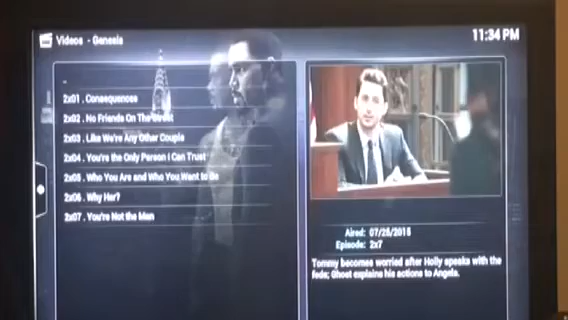 Videos - Genesis
11:34 PM
..
2x01 . Consequences
2x02 . No Friends On The Street
2x03 . Like We're Any Other Couple
2x04 . You're the Only Person I Can Trust
2x05 . Who You Are and Who You Want to Be
2x06 . Why Her?
2x07 . You're Not the Man
Aired: 07/25/2015
Episode: 2x7
Tommy becomes worried after Holly speaks with the
feds; Ghost explains his actions to Angela.